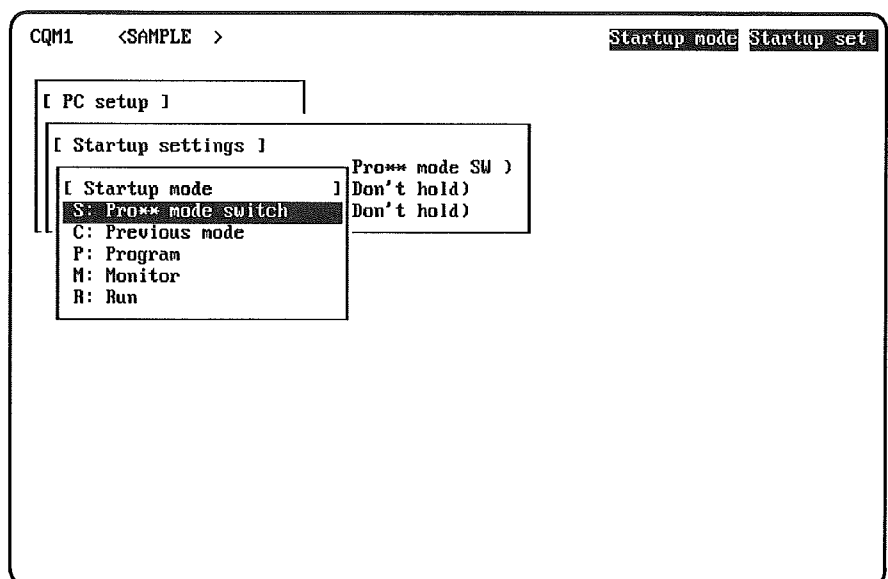 CQM1 <SAMPLE > Startup mode Startup set
[ PC setup ]
[ Startup settings ]
Pro** mode SW )
[ Startup mode ] Don't hold)
S: Pro** mode switch Don't hold)
C: Previous mode
P: Program
M: Monitor
R: Run